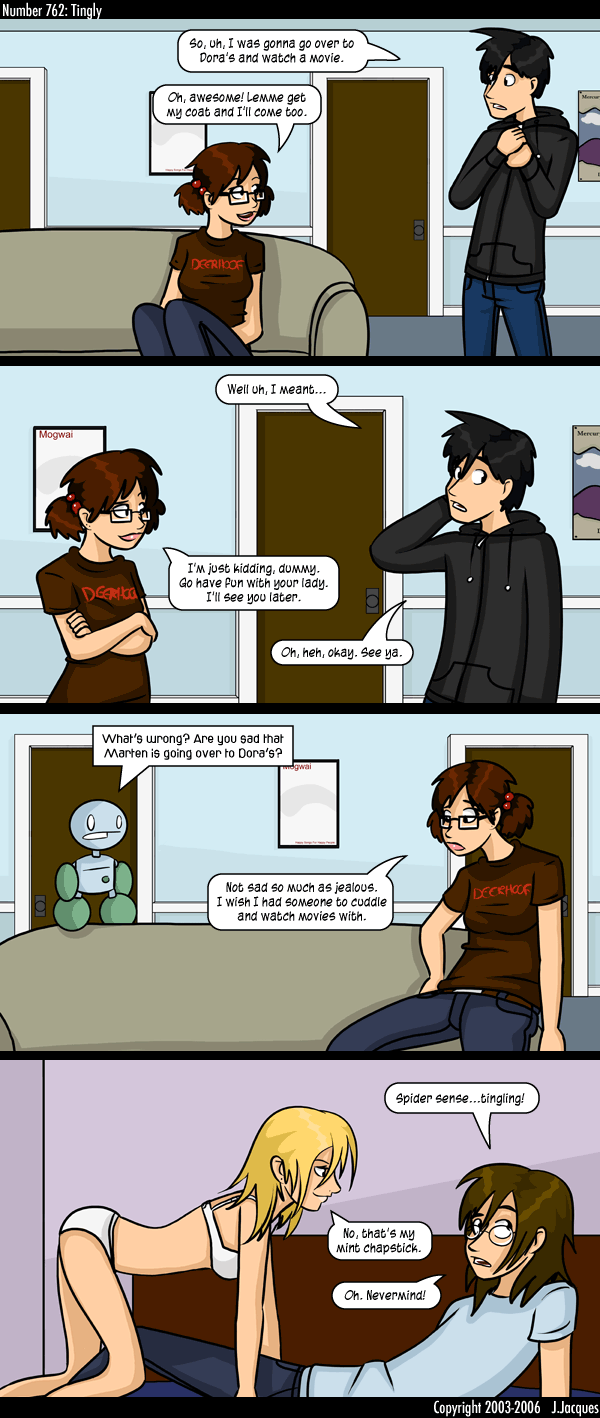 Number 762: Tingly
So, uh, I was gonna go over to
Dora's and watch a movie.
Oh, awesome! Lemme get
my coat and I'll come too.
Mercur
DEERHOOF
Well uh, I meant...
Mogwai
Mercur
I'm just kidding, dummy.
Go have fun with your lady.
I'll see you later.
DEERHOOF
Oh, heh, okay. See ya.
What's wrong? Are you sad that
Marten is going over to Dora's?
Mogwai
Not sad so much as jealous.
I wish I had someone to cuddle
and watch movies with.
DEERHOOF
Spider sense...tingling!
No, that's my
mint chapstick.
Oh. Nevermind!
Copyright 2003-2006 J.Jacques